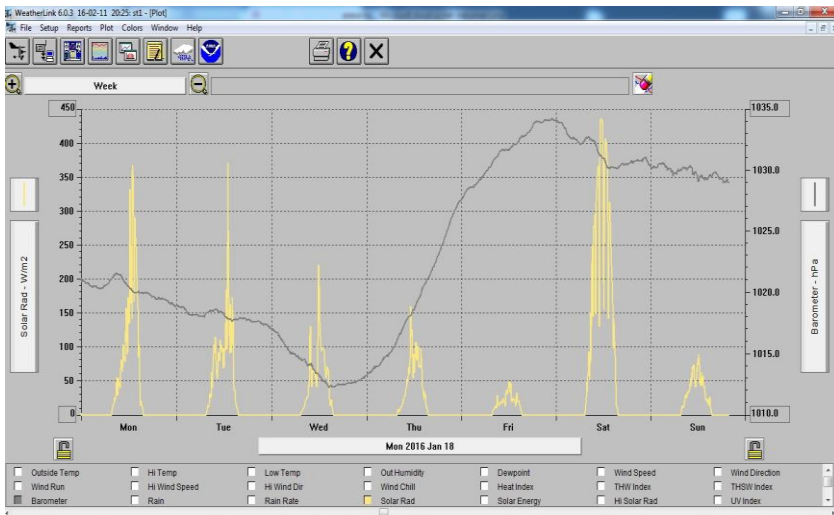 WeatherLink 6.0.3 16-02-11 20:25: st1 - [Plot]
File Setup Reports Plot Colors Window Help
Week
450 1035.0
400
350 1030.0
300
250 1025.0
200 1020.0
150
100 1015.0
50
0 1010.0
Solar Rad - W/m2
Barometer - hPa
Mon Tue Wed Thu Fri Sat Sun
Mon 2016 Jan 18
Outside Temp Hi Temp Low Temp Out Humidity Dewpoint Wind Speed Wind Direction
Wind Run Hi Wind Speed Hi Wind Dir Wind Chill Heat Index THW Index THSW Index
Barometer Rain Rain Rate Solar Rad Solar Energy Hi Solar Rad UV Index